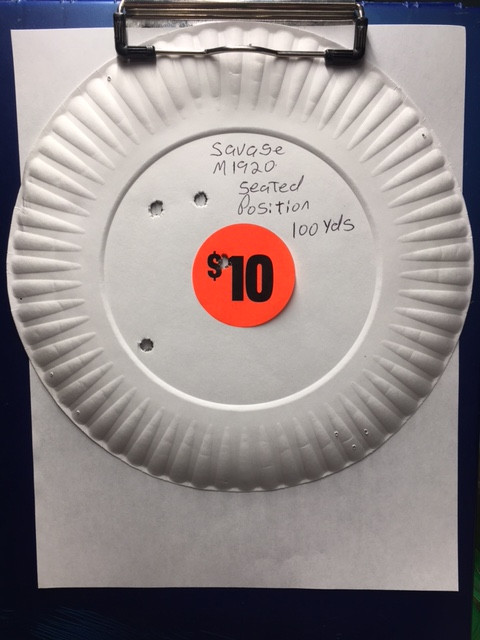 Savage
M1920
Seated
Position
100 Yds
$10